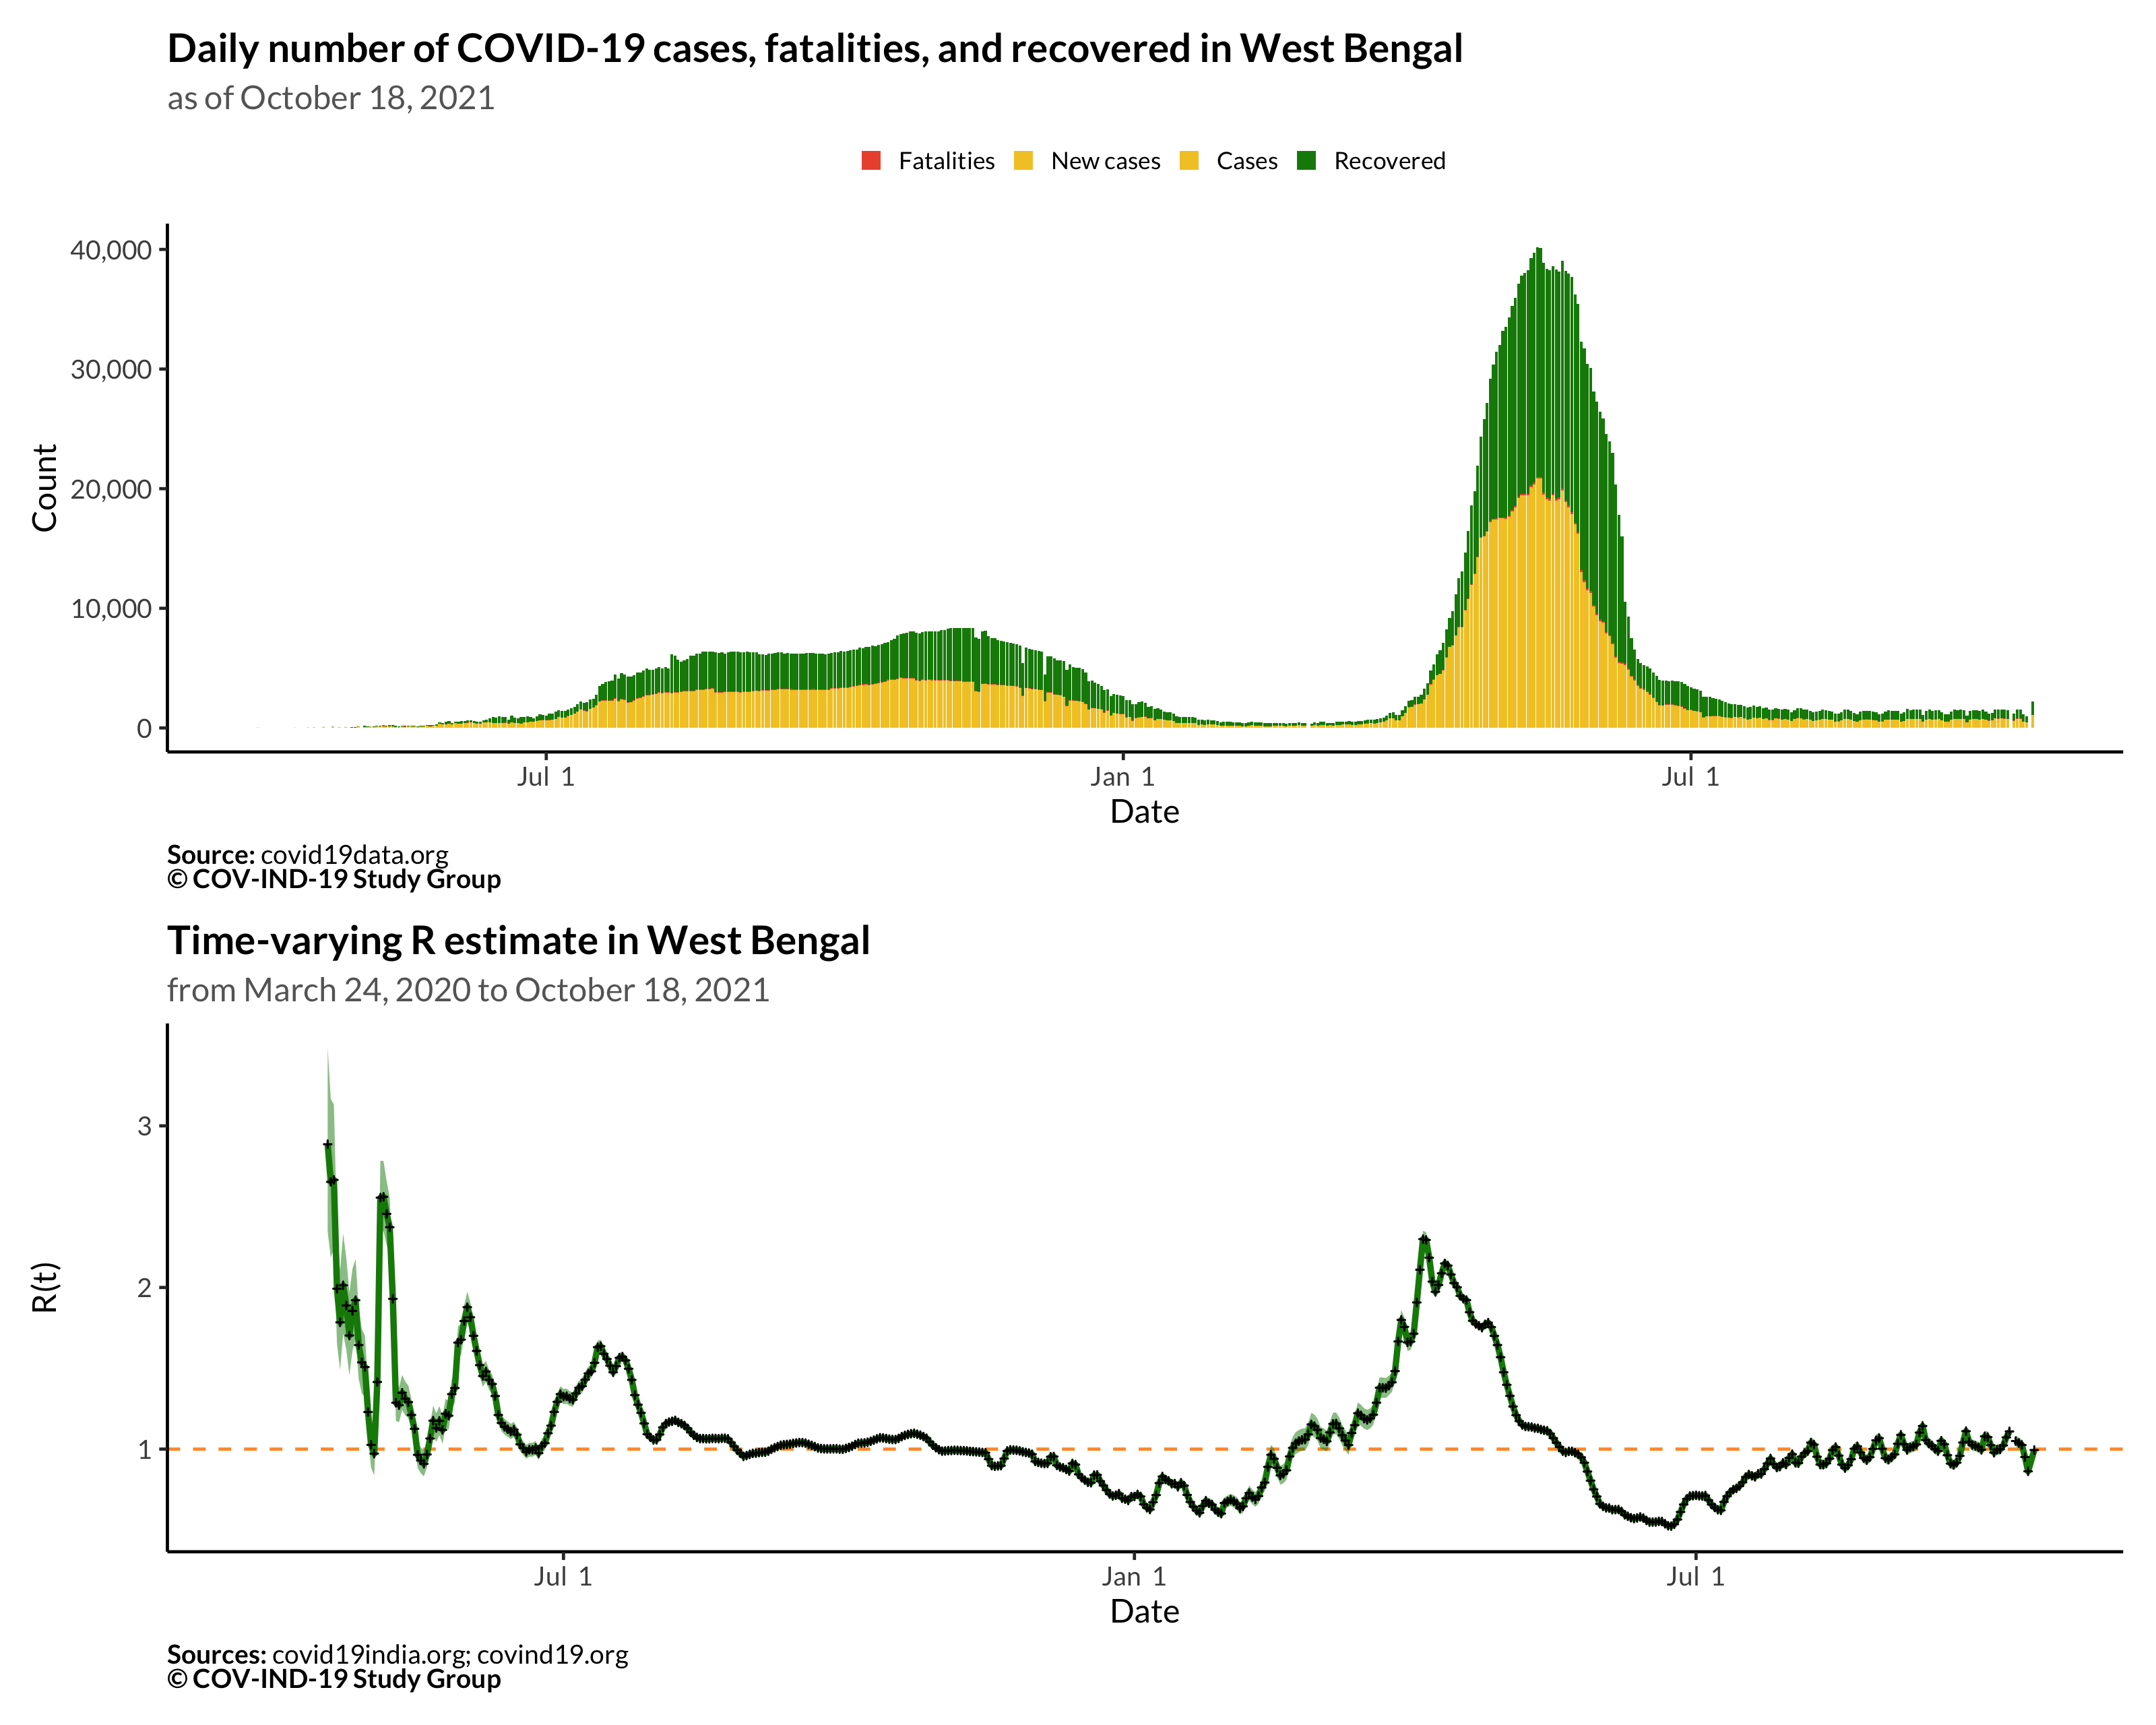 Daily number of COVID-19 cases, fatalities, and recovered in West Bengal
as of October 18, 2021
Fatalities New cases Cases Recovered
40,000
30,000
20,000
10,000
0
Count
Jul 1 Jan 1 Jul 1
Date
Source: covid19data.org
© COV-IND-19 Study Group
Time-varying R estimate in West Bengal
from March 24, 2020 to October 18, 2021
3
2
1
R(t)
Jul 1 Jan 1 Jul 1
Date
Sources: covid19india.org; covind19.org
© COV-IND-19 Study Group